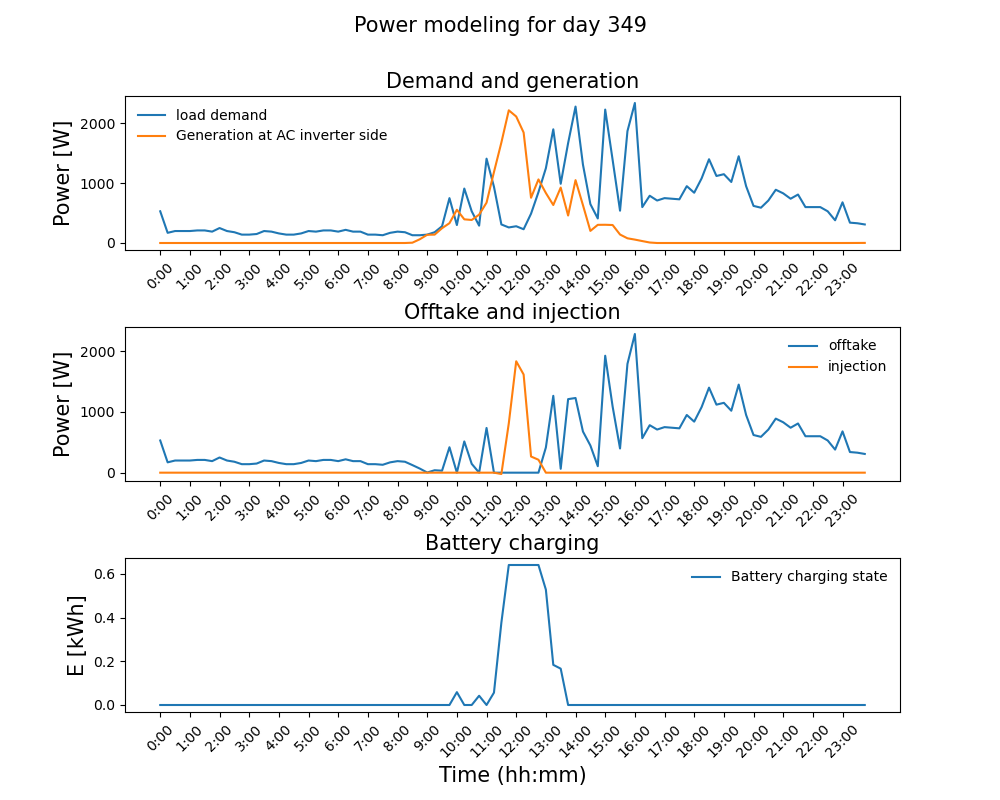 Power modeling for day 349
Demand and generation
Power [W]
2000
1000
0
load demand
Generation at AC inverter side
0:00 1:00 2:00 3:00 4:00 5:00 6:00 7:00 8:00 9:00 10:00 11:00 12:00 13:00 14:00 15:00 16:00 17:00 18:00 19:00 20:00 21:00 22:00 23:00
Offtake and injection
Power [W]
2000
1000
0
offtake
injection
0:00 1:00 2:00 3:00 4:00 5:00 6:00 7:00 8:00 9:00 10:00 11:00 12:00 13:00 14:00 15:00 16:00 17:00 18:00 19:00 20:00 21:00 22:00 23:00
Battery charging
E [kWh]
0.6
0.4
0.2
0.0
Battery charging state
0:00 1:00 2:00 3:00 4:00 5:00 6:00 7:00 8:00 9:00 10:00 11:00 12:00 13:00 14:00 15:00 16:00 17:00 18:00 19:00 20:00 21:00 22:00 23:00
Time (hh:mm)